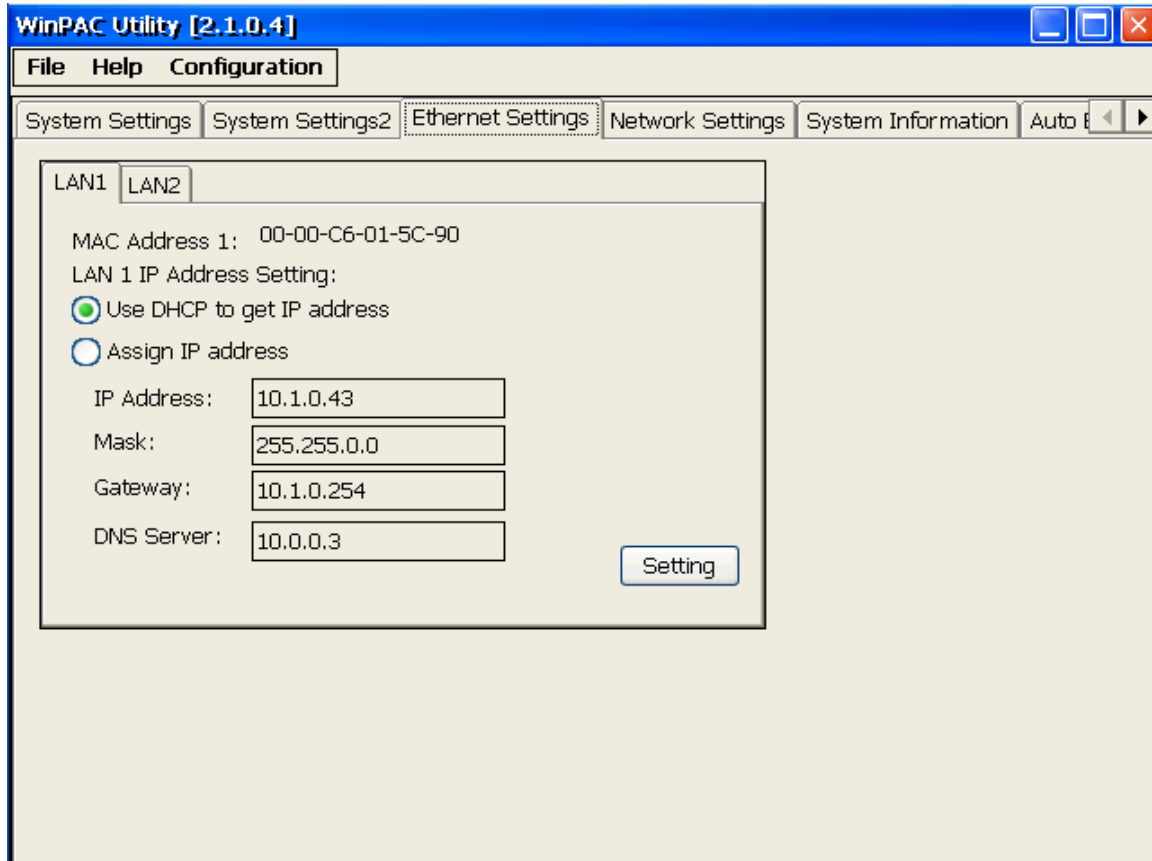 WinPAC Utility [2.1.0.4]
File Help Configuration
System Settings System Settings2 Ethernet Settings Network Settings System Information Auto
LAN1 LAN2
MAC Address 1: 00-00-C6-01-5C-90
LAN 1 IP Address Setting:
Use DHCP to get IP address
Assign IP address
IP Address: 10.1.0.43
Mask: 255.255.0.0
Gateway: 10.1.0.254
DNS Server: 10.0.0.3
Setting